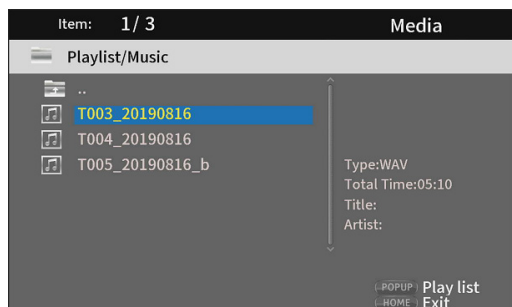 Item: 1/ 3 Media
Playlist/Music
..
T003_20190816
T004_20190816
T005_20190816_b
Type:WAV
Total Time:05:10
Title:
Artist:
POPUP Play list
HOME Exit